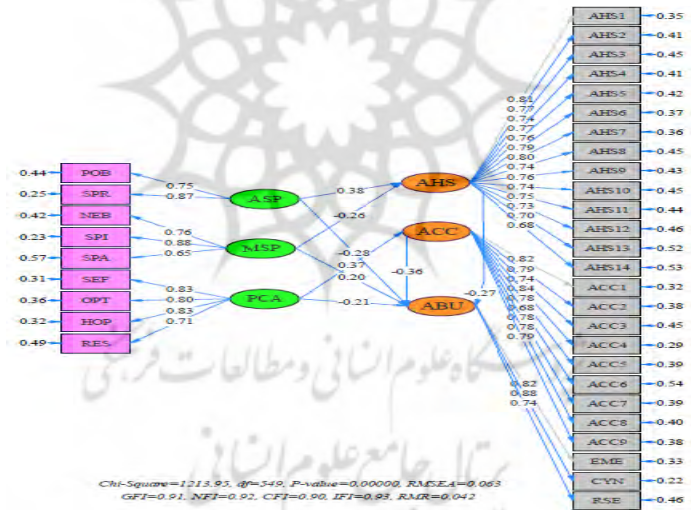 0.44 POB
0.25 SPR
0.42 NEB
0.23 SPI
0.57 SPA
0.31 SEF
0.36 OPT
0.32 HOP
0.49 RES
0.75
0.87
0.76
0.88
0.65
0.83
0.80
0.83
0.71
ASP
MSP
PCA
0.38
-0.26
-0.28
0.37
0.20
-0.21
AHS
ACC
ABU
-0.36
-0.27
0.81
0.77
0.74
0.77
0.76
0.79
0.80
0.74
0.76
0.74
0.75
0.73
0.70
0.68
0.82
0.79
0.74
0.84
0.78
0.68
0.78
0.78
0.79
0.82
0.88
0.74
AHS1 0.35
AHS2 0.41
AHS3 0.45
AHS4 0.41
AHS5 0.42
AHS6 0.37
AHS7 0.36
AHS8 0.45
AHS9 0.43
AHS10 0.45
AHS11 0.44
AHS12 0.46
AHS13 0.52
AHS14 0.53
ACC1 0.32
ACC2 0.38
ACC3 0.45
ACC4 0.29
ACC5 0.39
ACC6 0.54
ACC7 0.39
ACC8 0.40
ACC9 0.38
EME 0.33
CYN 0.22
RSE 0.46
علوم انسانی و مطالعات فرهنگی
پرتال جامع علوم انسانی
Chi-Square=1213.95, df=549, P-value=0.00000, RMSEA=0.063
GFI=0.91, NFI=0.92, CFI=0.90, IFI=0.93, RMR=0.042